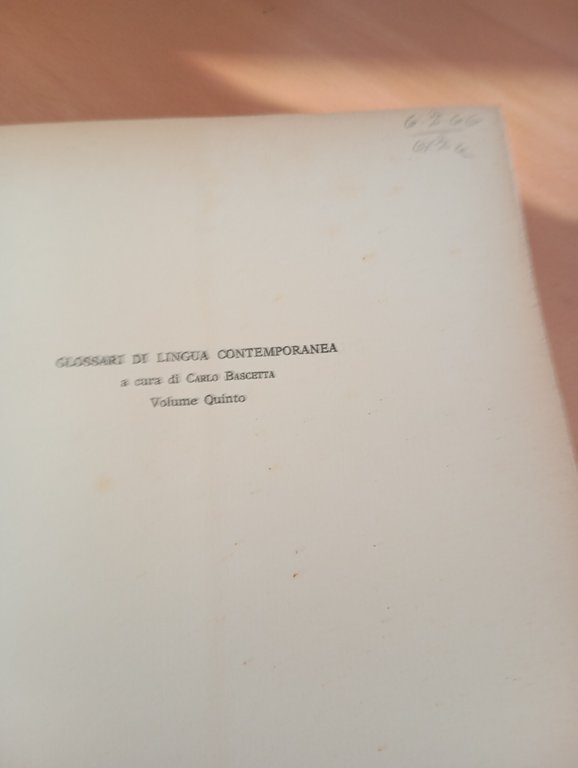 GLOSSARI DI LINGUA CONTEMPORANEA
a cura di CARLO BASCETTA
Volume Quinto